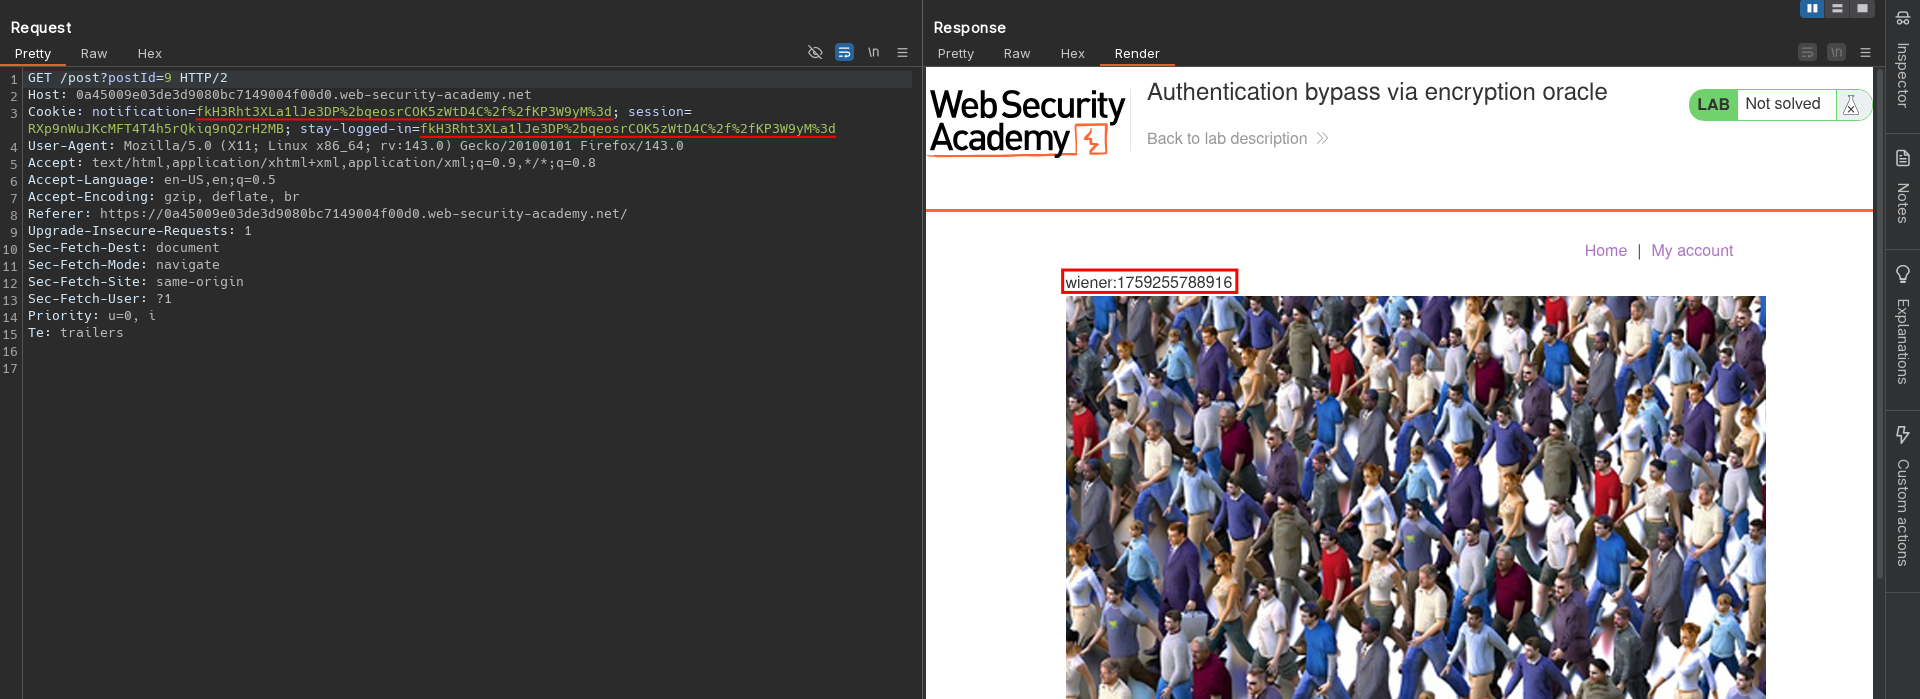 Request
Pretty Raw Hex
\n
1 GET /post?postId=9 HTTP/2
2 Host: 0a45009e03de3d9080bc7149004f00d0.web-security-academy.net
3 Cookie: notification=fkH3Rht3XLa1lJe3DP%2bqeosrCOK5zWtD4C%2f%2fKP3W9yM%3d; session=
RXp9nWuJKcMFT4T4h5rQkiq9nQ2rH2MB; stay-logged-in=fkH3Rht3XLa1lJe3DP%2bqeosrCOK5zWtD4C%2f%2fKP3W9yM%3d
4 User-Agent: Mozilla/5.0 (X11; Linux x86_64; rv:143.0) Gecko/20100101 Firefox/143.0
5 Accept: text/html,application/xhtml+xml,application/xml;q=0.9,*/*;q=0.8
6 Accept-Language: en-US,en;q=0.5
7 Accept-Encoding: gzip, deflate, br
8 Referer: https://0a45009e03de3d9080bc7149004f00d0.web-security-academy.net/
9 Upgrade-Insecure-Requests: 1
10 Sec-Fetch-Dest: document
11 Sec-Fetch-Mode: navigate
12 Sec-Fetch-Site: same-origin
13 Sec-Fetch-User: ?1
14 Priority: u=0, i
15 Te: trailers
16
17
Response
Pretty Raw Hex Render
\n
Web Security
Academy
Authentication bypass via encryption oracle
Back to lab description
LAB Not solved
Home | My account
wiener:1759255788916
Inspector
Notes
Explanations
Custom actions